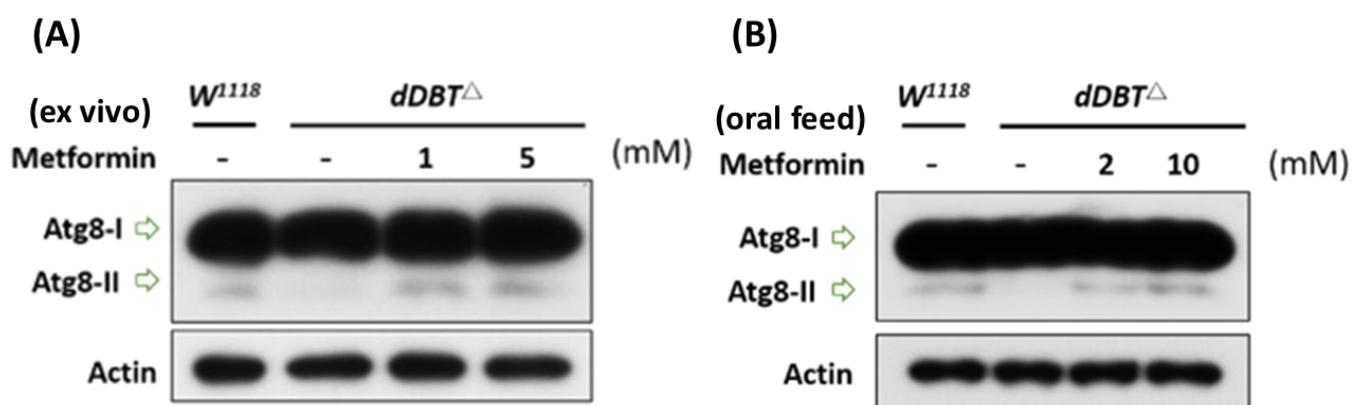 (A)
W¹¹¹⁸ dDBT△
(ex vivo)
Metformin - - 1 5 (mM)
Atg8-I
Atg8-II
Actin
(B)
W¹¹¹⁸ dDBT△
(oral feed)
Metformin - - 2 10 (mM)
Atg8-I
Atg8-II
Actin